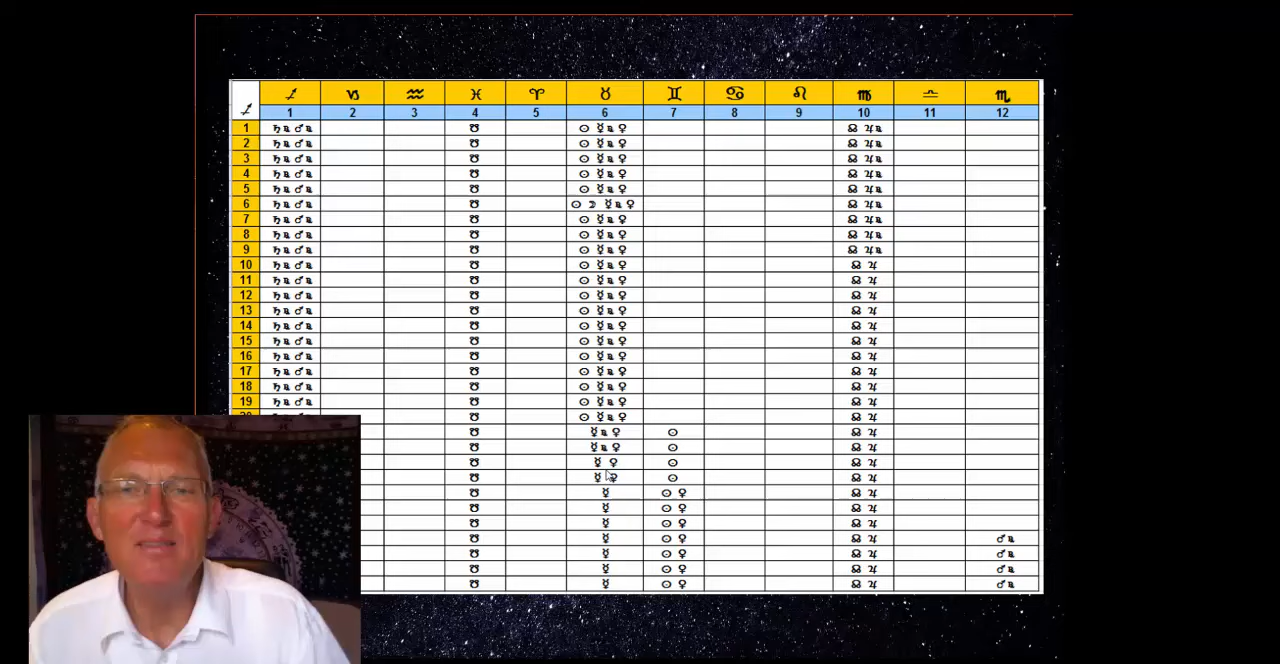 ♐ ♑ ♒ ♓ ♈ ♉ ♊ ♋ ♌ ♍ ♎ ♏
♐ 1 2 3 4 5 6 7 8 9 10 11 12
1 ♄℞ ♂℞ ☋ ☉ ☿℞ ♀ ☊ ♃℞
2 ♄℞ ♂℞ ☋ ☉ ☿℞ ♀ ☊ ♃℞
3 ♄℞ ♂℞ ☋ ☉ ☿℞ ♀ ☊ ♃℞
4 ♄℞ ♂℞ ☋ ☉ ☿℞ ♀ ☊ ♃℞
5 ♄℞ ♂℞ ☋ ☉ ☿℞ ♀ ☊ ♃℞
6 ♄℞ ♂℞ ☋ ☉ ☽ ☿℞ ♀ ☊ ♃℞
7 ♄℞ ♂℞ ☋ ☉ ☿℞ ♀ ☊ ♃℞
8 ♄℞ ♂℞ ☋ ☉ ☿℞ ♀ ☊ ♃℞
9 ♄℞ ♂℞ ☋ ☉ ☿℞ ♀ ☊ ♃℞
10 ♄℞ ♂℞ ☋ ☉ ☿℞ ♀ ☊ ♃
11 ♄℞ ♂℞ ☋ ☉ ☿℞ ♀ ☊ ♃
12 ♄℞ ♂℞ ☋ ☉ ☿℞ ♀ ☊ ♃
13 ♄℞ ♂℞ ☋ ☉ ☿℞ ♀ ☊ ♃
14 ♄℞ ♂℞ ☋ ☉ ☿℞ ♀ ☊ ♃
15 ♄℞ ♂℞ ☋ ☉ ☿℞ ♀ ☊ ♃
16 ♄℞ ♂℞ ☋ ☉ ☿℞ ♀ ☊ ♃
17 ♄℞ ♂℞ ☋ ☉ ☿℞ ♀ ☊ ♃
18 ♄℞ ♂℞ ☋ ☉ ☿℞ ♀ ☊ ♃
19 ♄℞ ♂℞ ☋ ☉ ☿℞ ♀ ☊ ♃
☋ ☉ ☿℞ ♀ ☊ ♃
☋ ☿℞ ♀ ☉ ☊ ♃
☋ ☿℞ ♀ ☉ ☊ ♃
☋ ☿ ♀ ☉ ☊ ♃
☋ ☿ ♀ ☉ ☊ ♃
☋ ☿ ☉ ♀ ☊ ♃
☋ ☿ ☉ ♀ ☊ ♃
☋ ☿ ☉ ♀ ☊ ♃
☋ ☿ ☉ ♀ ☊ ♃ ♂℞
☋ ☿ ☉ ♀ ☊ ♃ ♂℞
☋ ☿ ☉ ♀ ☊ ♃ ♂℞
☋ ☿ ☉ ♀ ☊ ♃ ♂℞